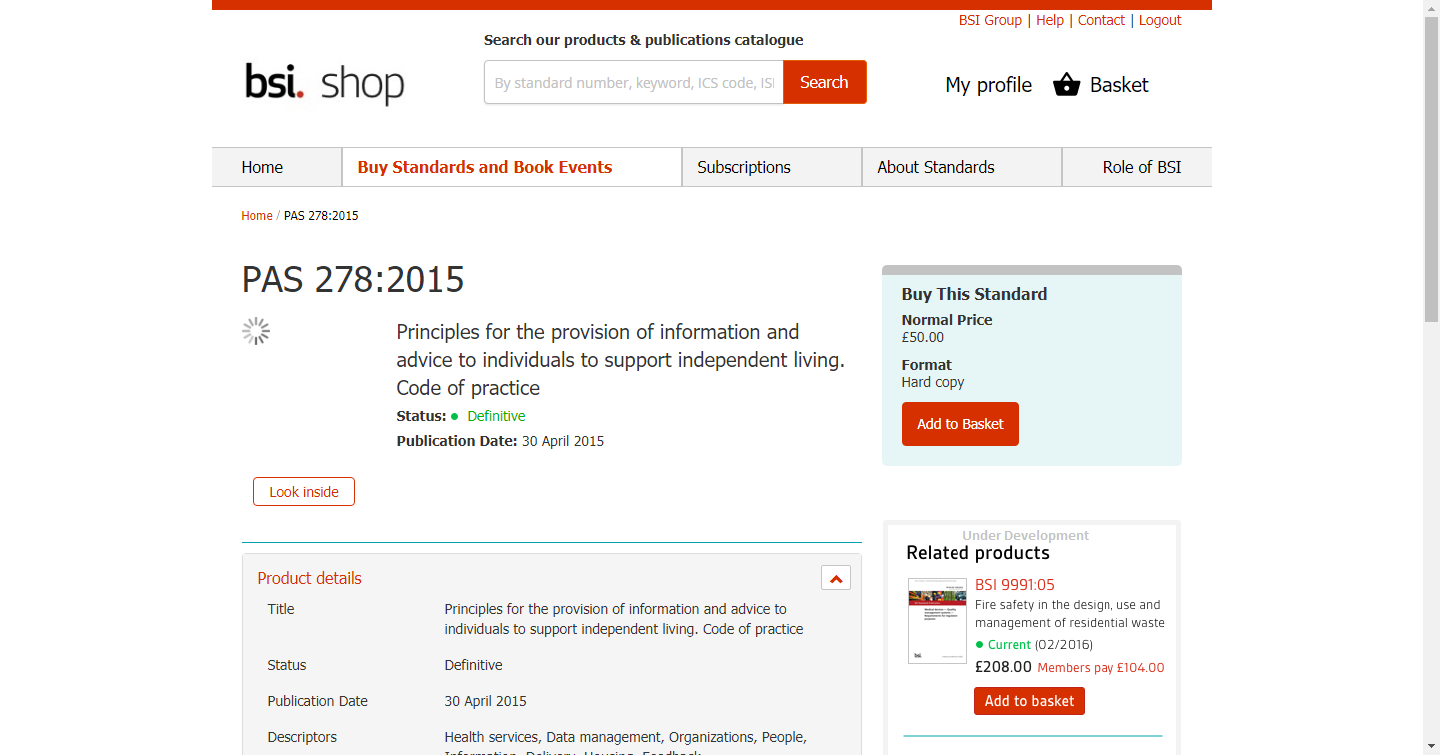 BSI Group | Help | Contact | Logout
Search our products & publications catalogue
bsi. shop
By standard number, keyword, ICS code, ISI
Search
My profile
Basket
Home
Buy Standards and Book Events
Subscriptions
About Standards
Role of BSI
Home / PAS 278:2015
PAS 278:2015
Principles for the provision of information and
advice to individuals to support independent living.
Code of practice
Status: Definitive
Publication Date: 30 April 2015
Look inside
Buy This Standard
Normal Price
£50.00
Format
Hard copy
Add to Basket
Product details
Title
Principles for the provision of information and advice to
individuals to support independent living. Code of practice
Status
Definitive
Publication Date
30 April 2015
Descriptors
Health services, Data management, Organizations, People,
Information, Delivery, Housing, Feedback
Under Development
Related products
BSI 9991:05
Fire safety in the design, use and
management of residential waste
Current (02/2016)
£208.00 Members pay £104.00
Add to basket